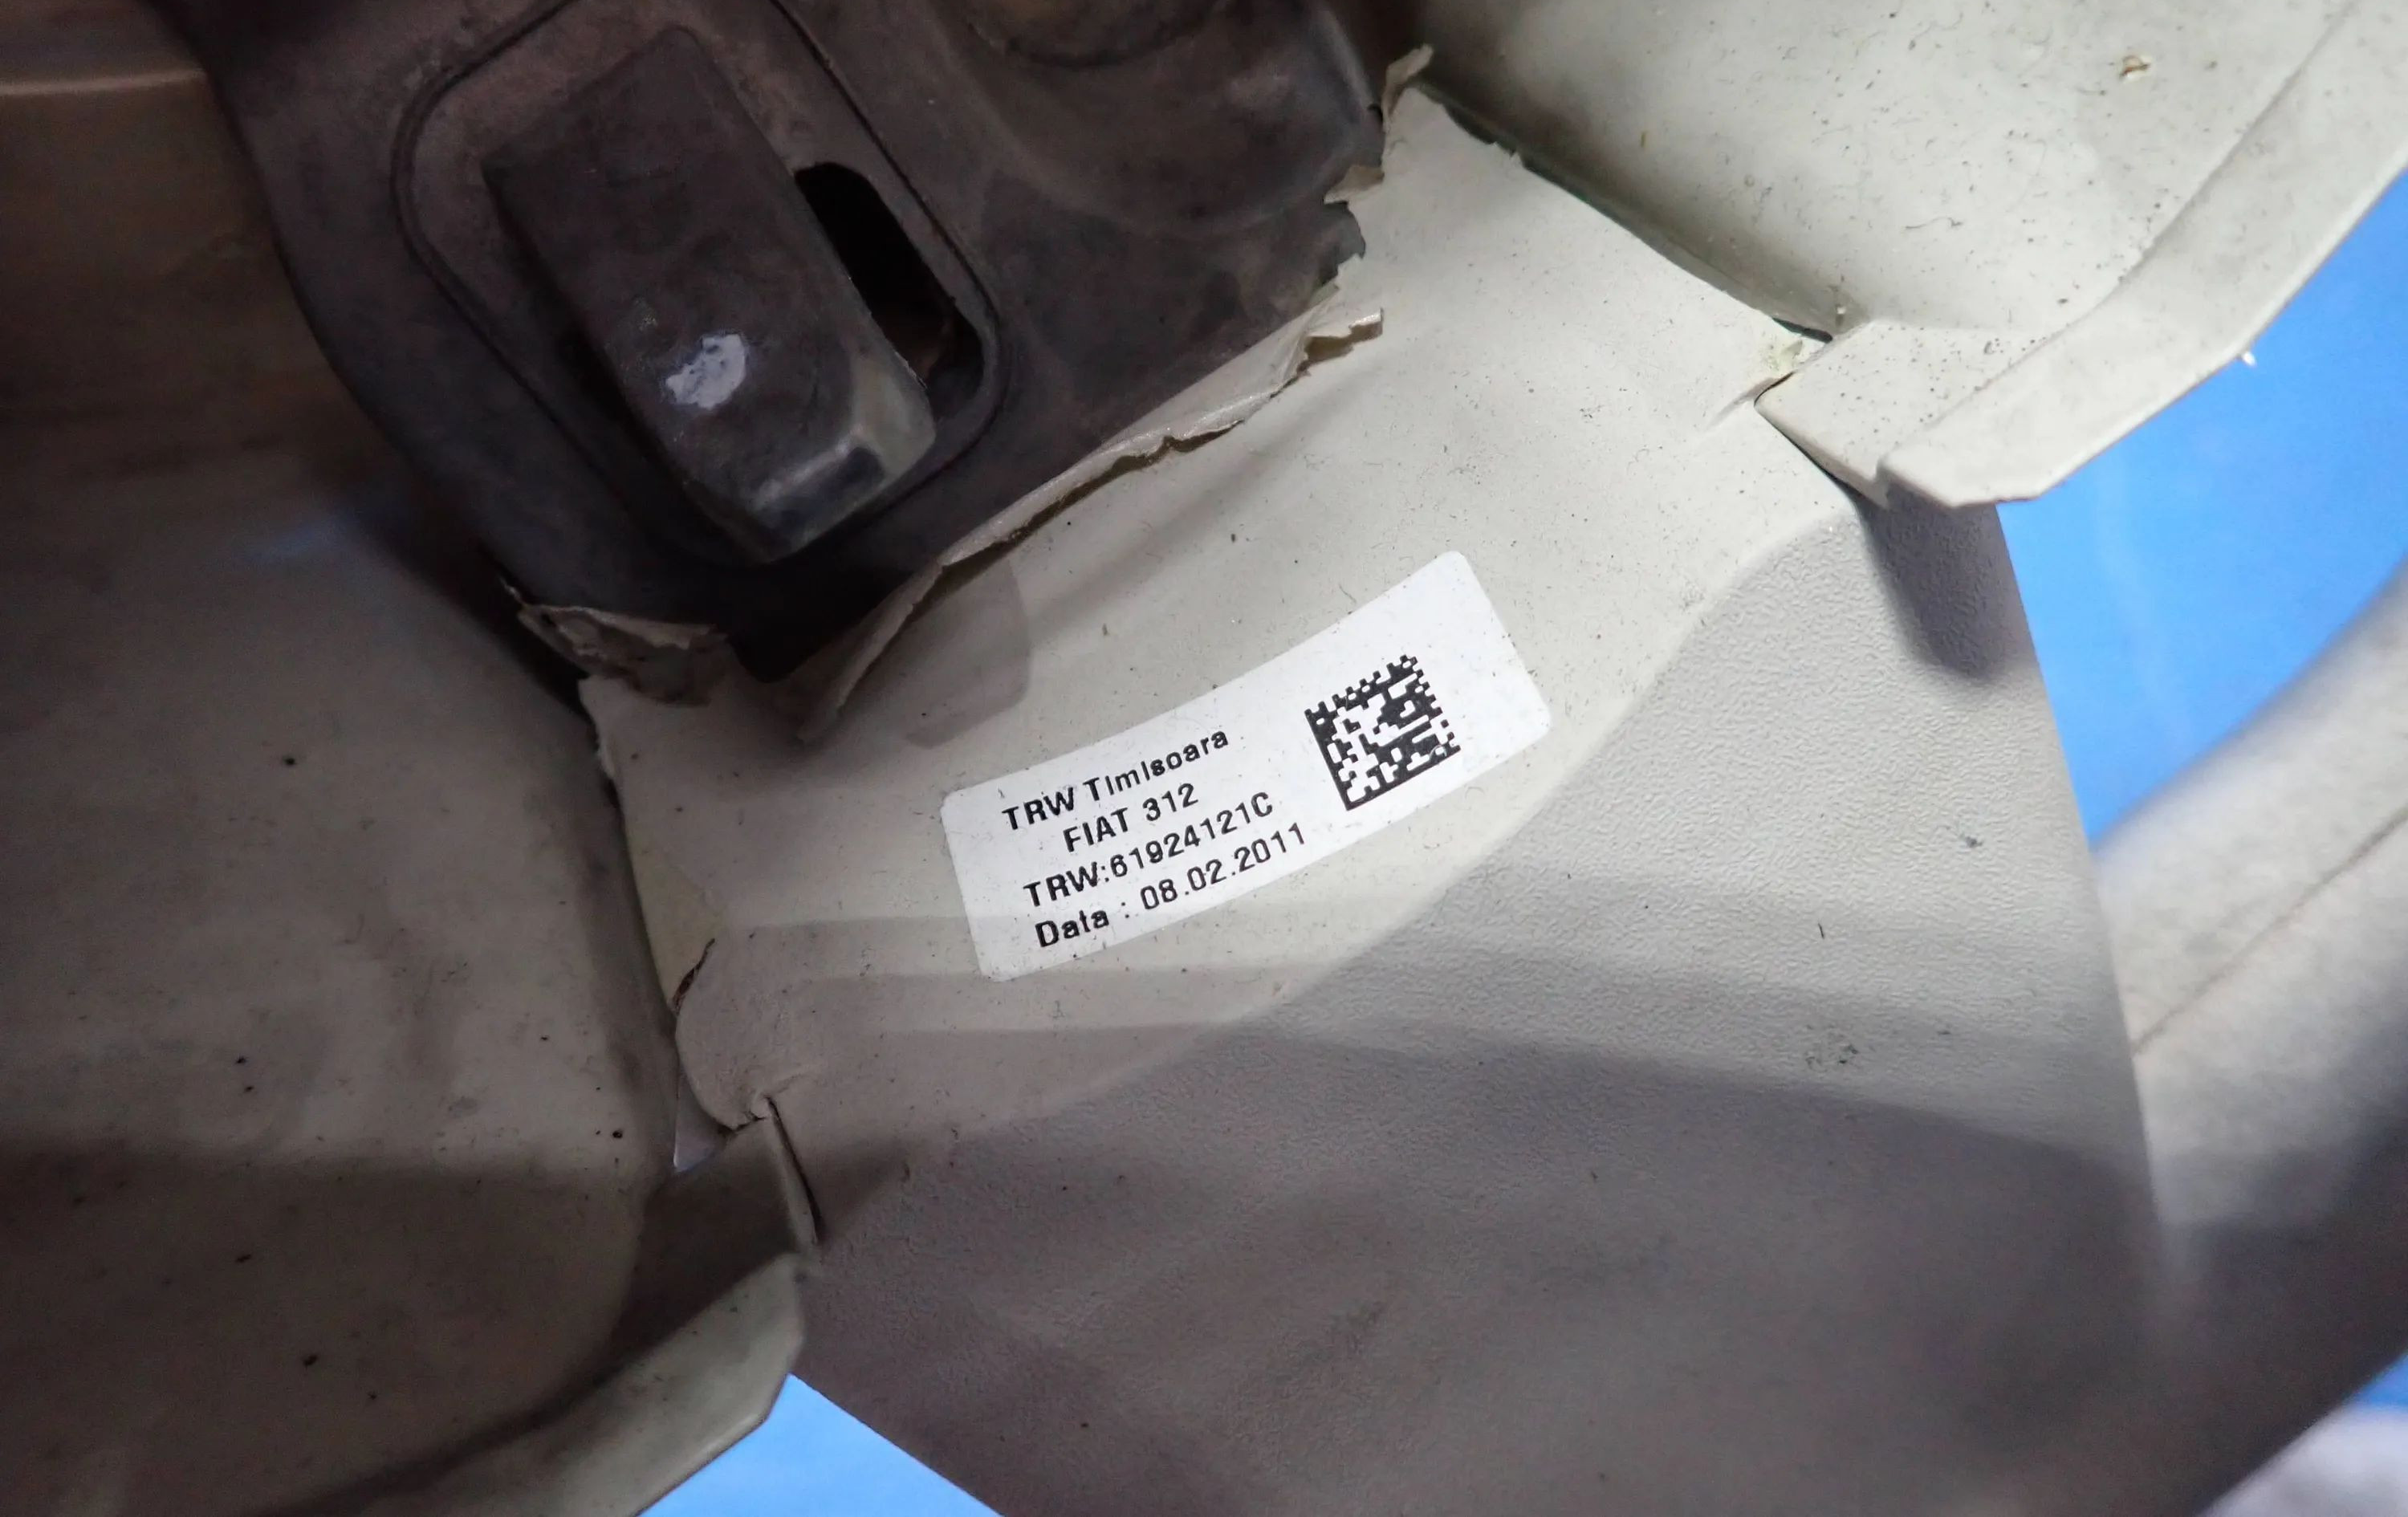 TRW Timisoara
FIAT 312
TRW:61924121C
Data : 08.02.2011